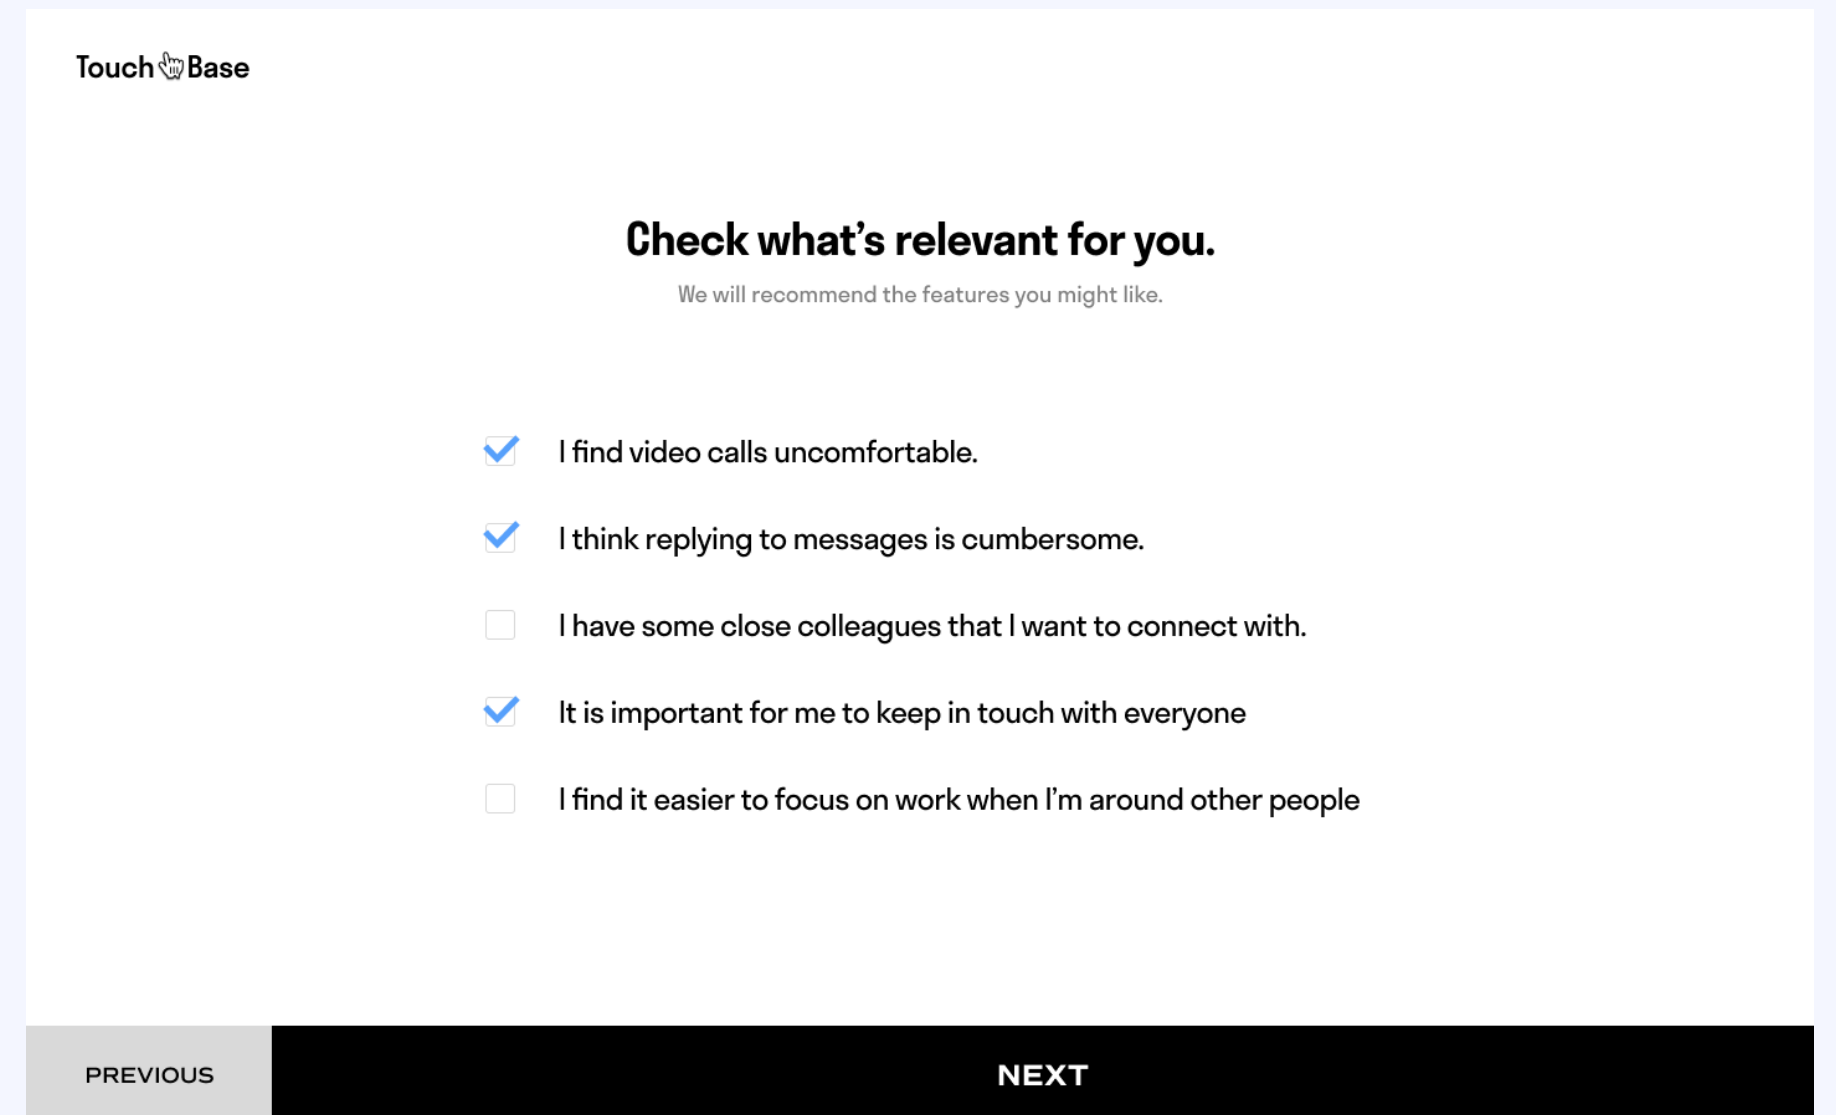 Touch Base
Check what’s relevant for you.
We will recommend the features you might like.
I find video calls uncomfortable.
I think replying to messages is cumbersome.
I have some close colleagues that I want to connect with.
It is important for me to keep in touch with everyone
I find it easier to focus on work when I’m around other people
PREVIOUS
NEXT